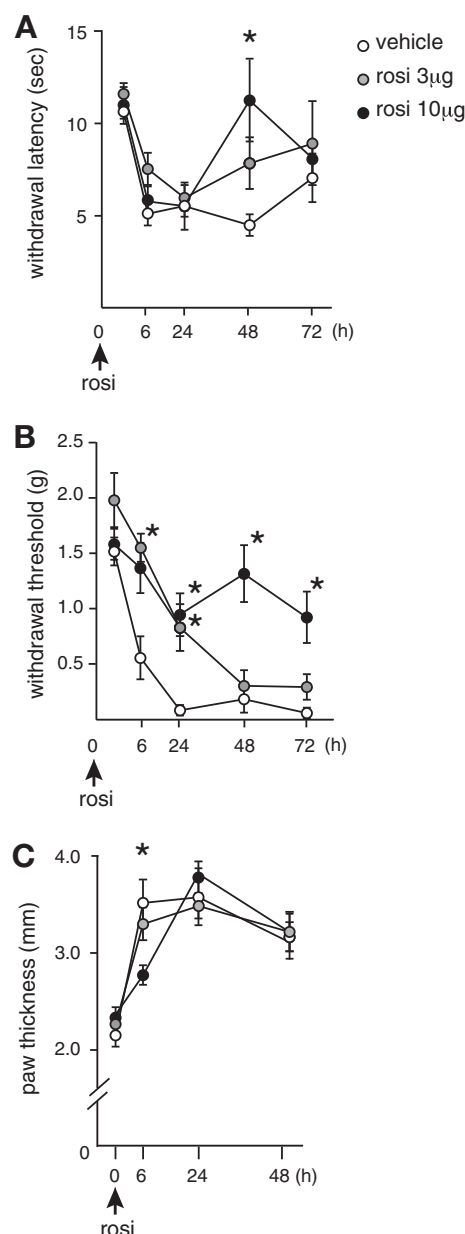 A
withdrawal latency (sec)
15
10
5
*
vehicle
rosi 3µg
rosi 10µg
0 6 24 48 72 (h)
rosi
B
withdrawal threshold (g)
2.5
2.0
1.5
1.0
0.5
*
*
*
*
*
0 6 24 48 72 (h)
rosi
C
paw thickness (mm)
4.0
3.0
2.0
0
*
0 6 24 48 (h)
rosi